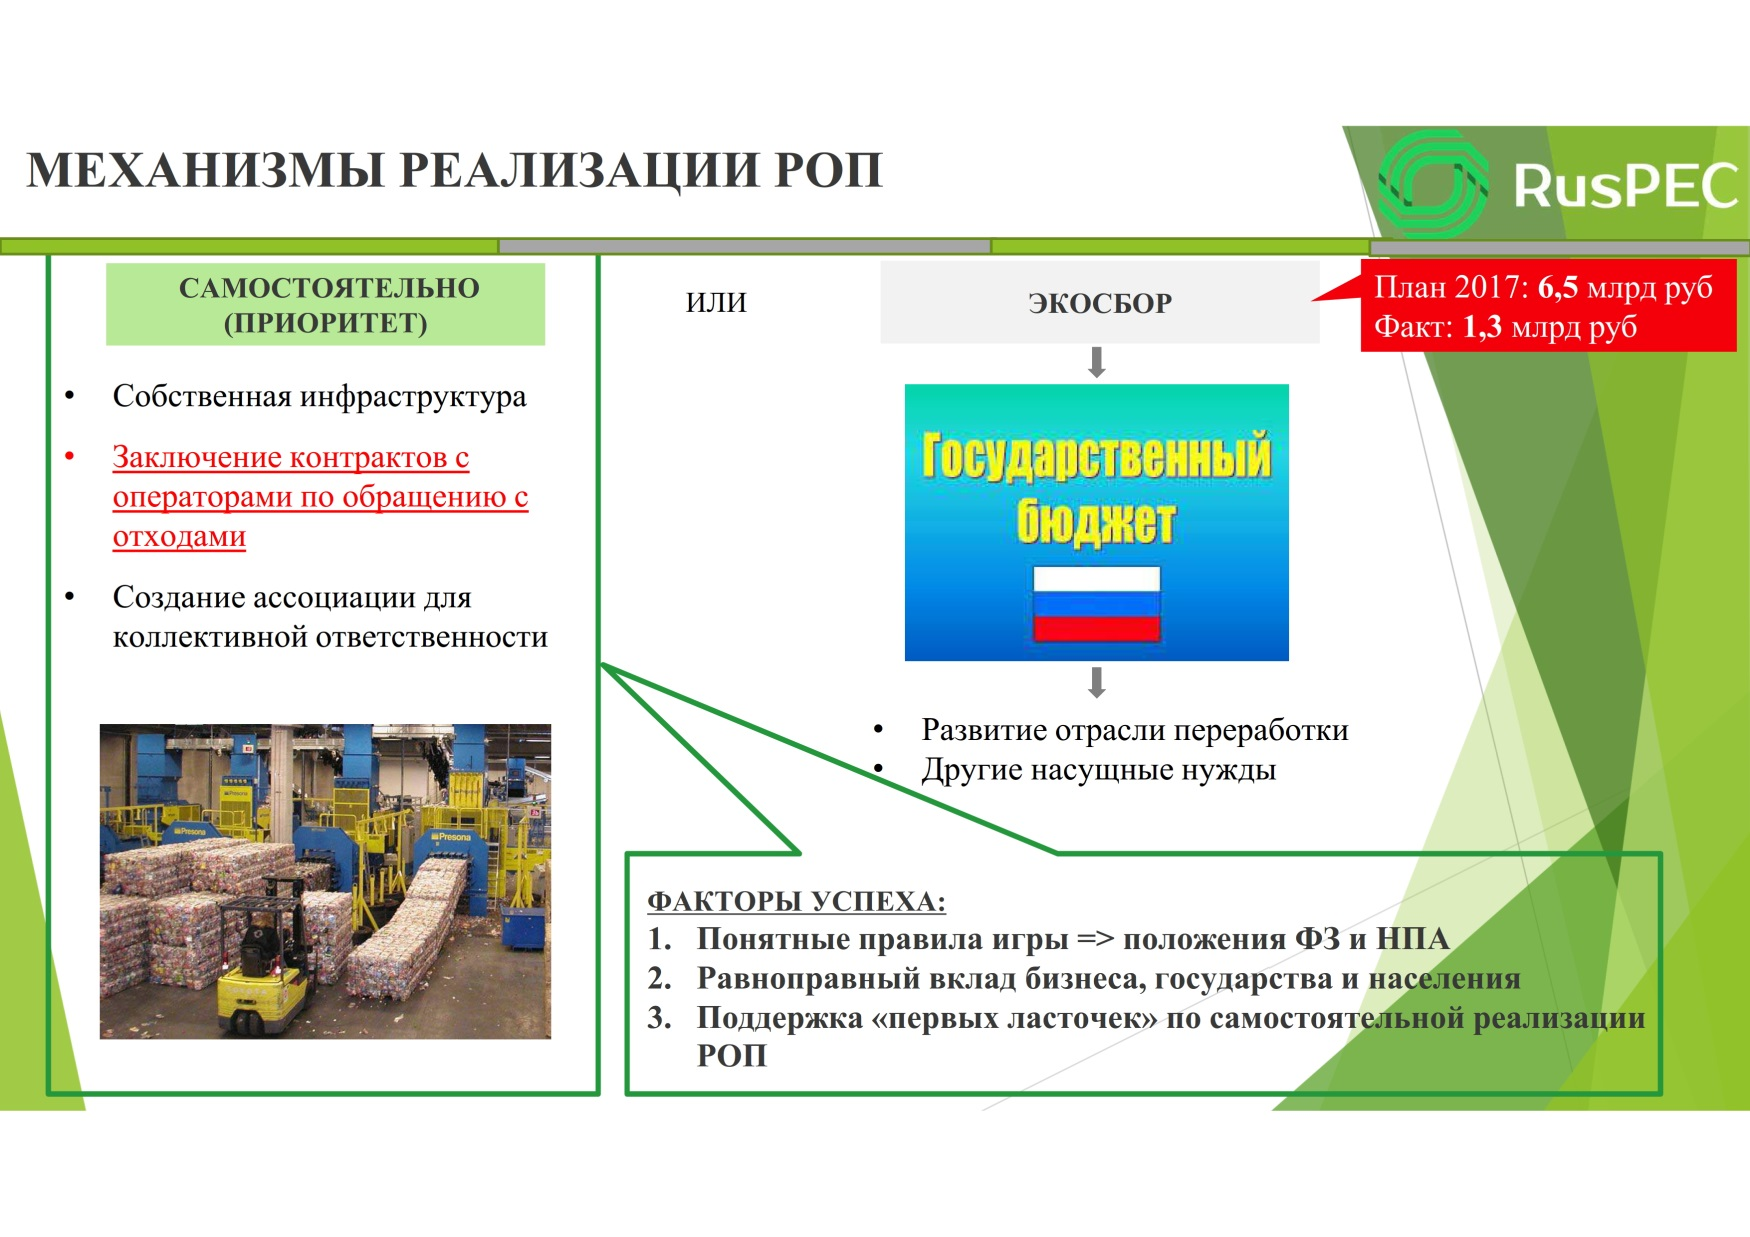 МЕХАНИЗМЫ РЕАЛИЗАЦИИ РОП
RusPEC
САМОСТОЯТЕЛЬНО
(ПРИОРИТЕТ)
• Собственная инфраструктура
• Заключение контрактов с
операторами по обращению с
отходами
• Создание ассоциации для
коллективной ответственности
Presona
Presona
Presona
ИЛИ
ЭКОСБОР
План 2017: 6,5 млрд руб
Факт: 1,3 млрд руб
Государственный
бюджет
• Развитие отрасли переработки
• Другие насущные нужды
ФАКТОРЫ УСПЕХА:
1. Понятные правила игры => положения ФЗ и НПА
2. Равноправный вклад бизнеса, государства и населения
3. Поддержка «первых ласточек» по самостоятельной реализации
РОП